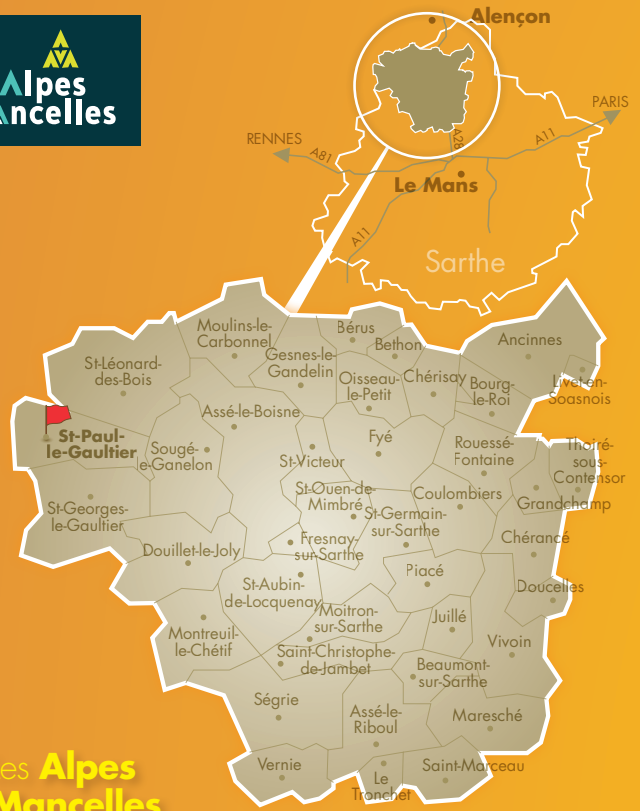 Alpes
ancelles
Alençon
PARIS
RENNES
A81
A28
A11
Le Mans
A11
Sarthe
Moulins-le-
Carbonnel
Bérus
Bethon
Ancinnes
St-Léonard-
des-Bois
Gesnes-le-
Gandelin
Oisseau-
le-Petit
Chérisay
Bourg-
le-Roi
Livet-en-
Soasnois
Assé-le-Boisne
St-Paul-
le-Gaultier
Sougé-
le-Ganelon
Fyé
Rouessé-
Fontaine
Thoiré-
sous-
Contensor
St-Victeur
St-Georges-
le-Gaultier
St-Ouen-de-
Mimbré
Coulombiers
Grandchamp
St-Germain-
sur-Sarthe
Douillet-le-Joly
Fresnay-
sur-Sarthe
Chérancé
St-Aubin-
de-Locquenay
Piacé
Doucelles
Moitron-
sur-Sarthe
Juillé
Montreuil-
le-Chétif
Vivoin
Saint-Christophe-
de-Jambet
Beaumont-
sur-Sarthe
Ségrie
Assé-le-
Riboul
Maresché
Vernie
Le
Tronchet
Saint-Marceau
es Alpes
Mancelles